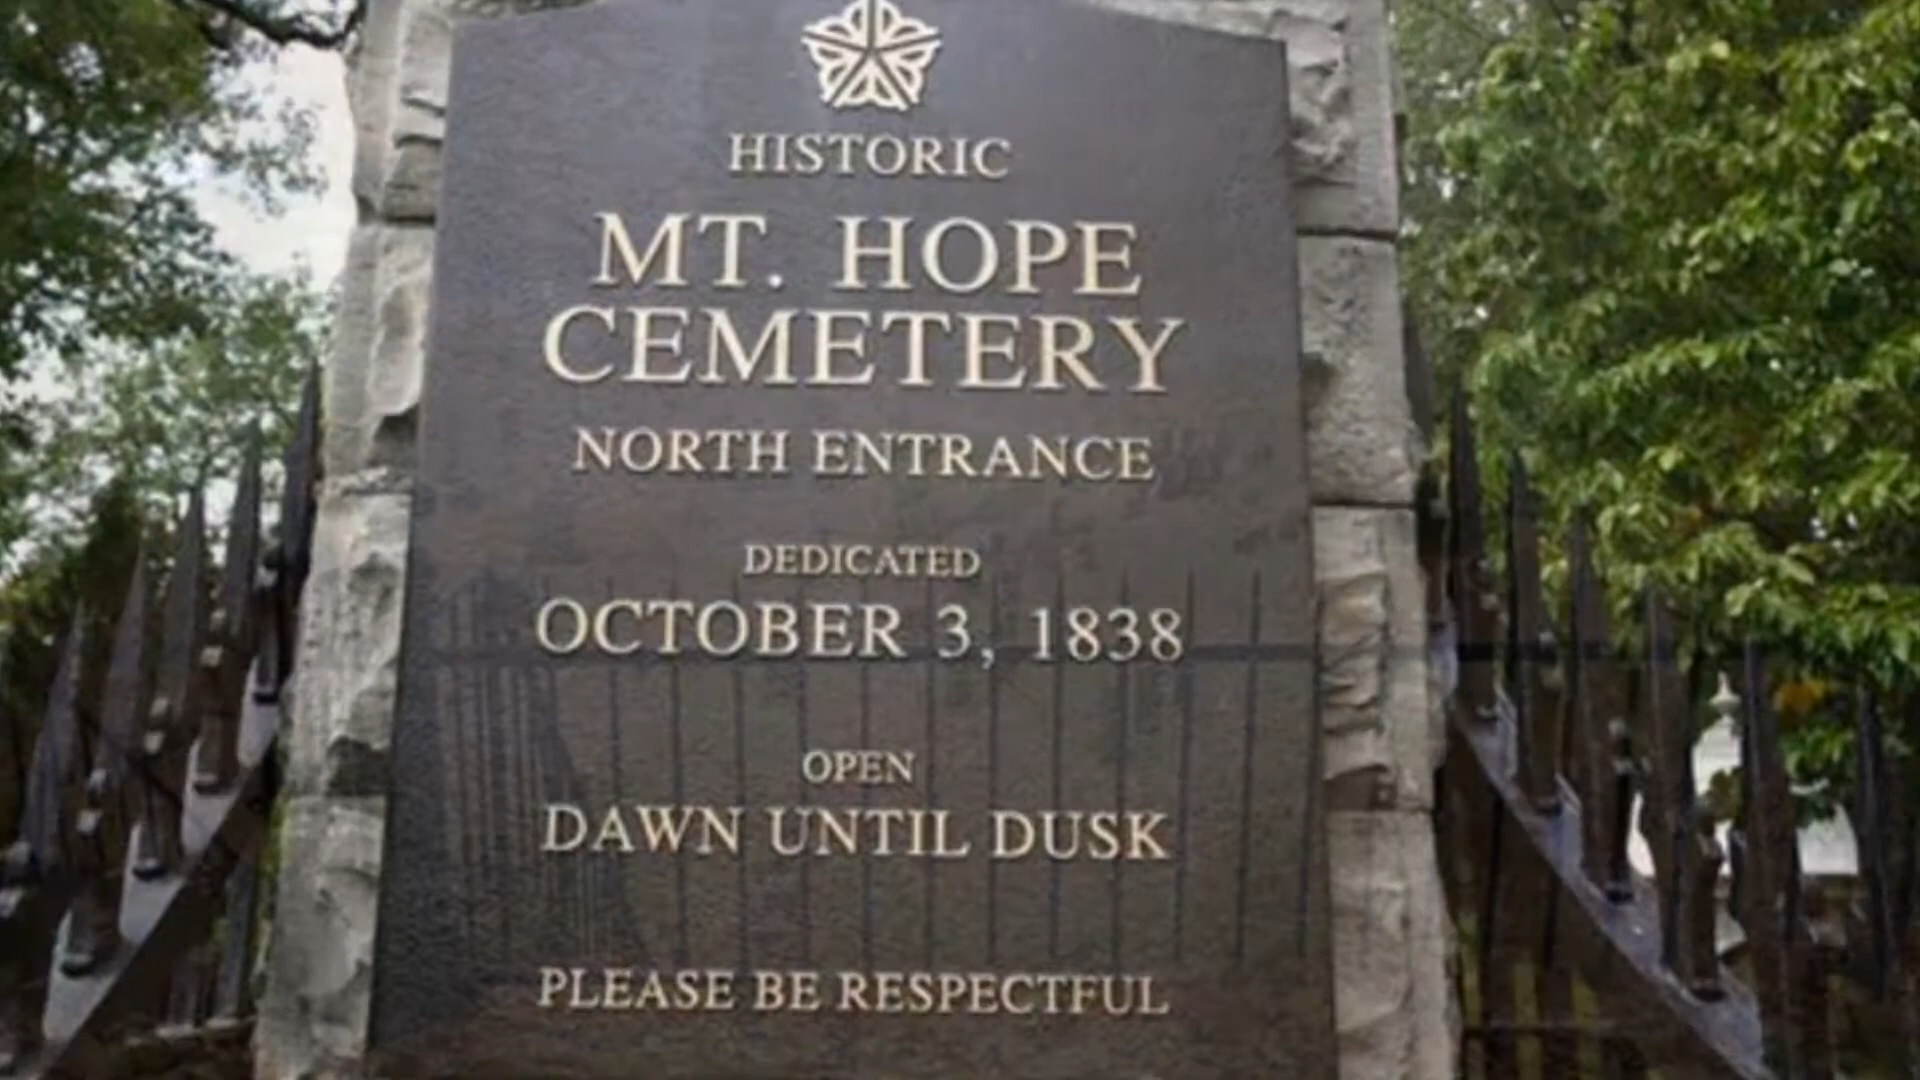 HISTORIC
MT. HOPE
CEMETERY
NORTH ENTRANCE
DEDICATED
OCTOBER 3, 1838
OPEN
DAWN UNTIL DUSK
PLEASE BE RESPECTFUL